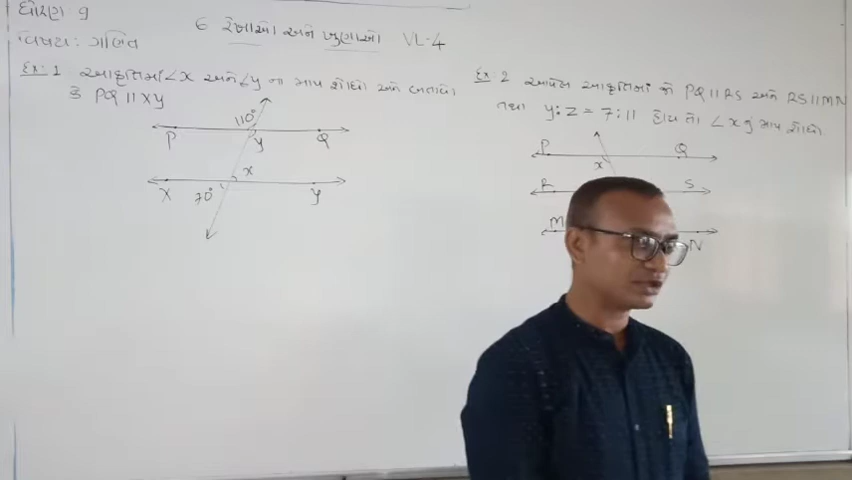 ધોરણ 9
વિષય: ગણિત
6 રેખાઓ અને ખૂણાઓ VL-4
Ex: 1 આકૃતિમાં ∠x અને ∠y ના માપ શોધો અને બતાવો
કે PQ || XY
110°
P y Q
x
X 70° Y
Ex: 2 આપેલ આકૃતિમાં જો PQ || RS અને RS || MN
તથા y:z = 7:11 હોય તો ∠x નું માપ શોધો
P Q
x
R S
M N